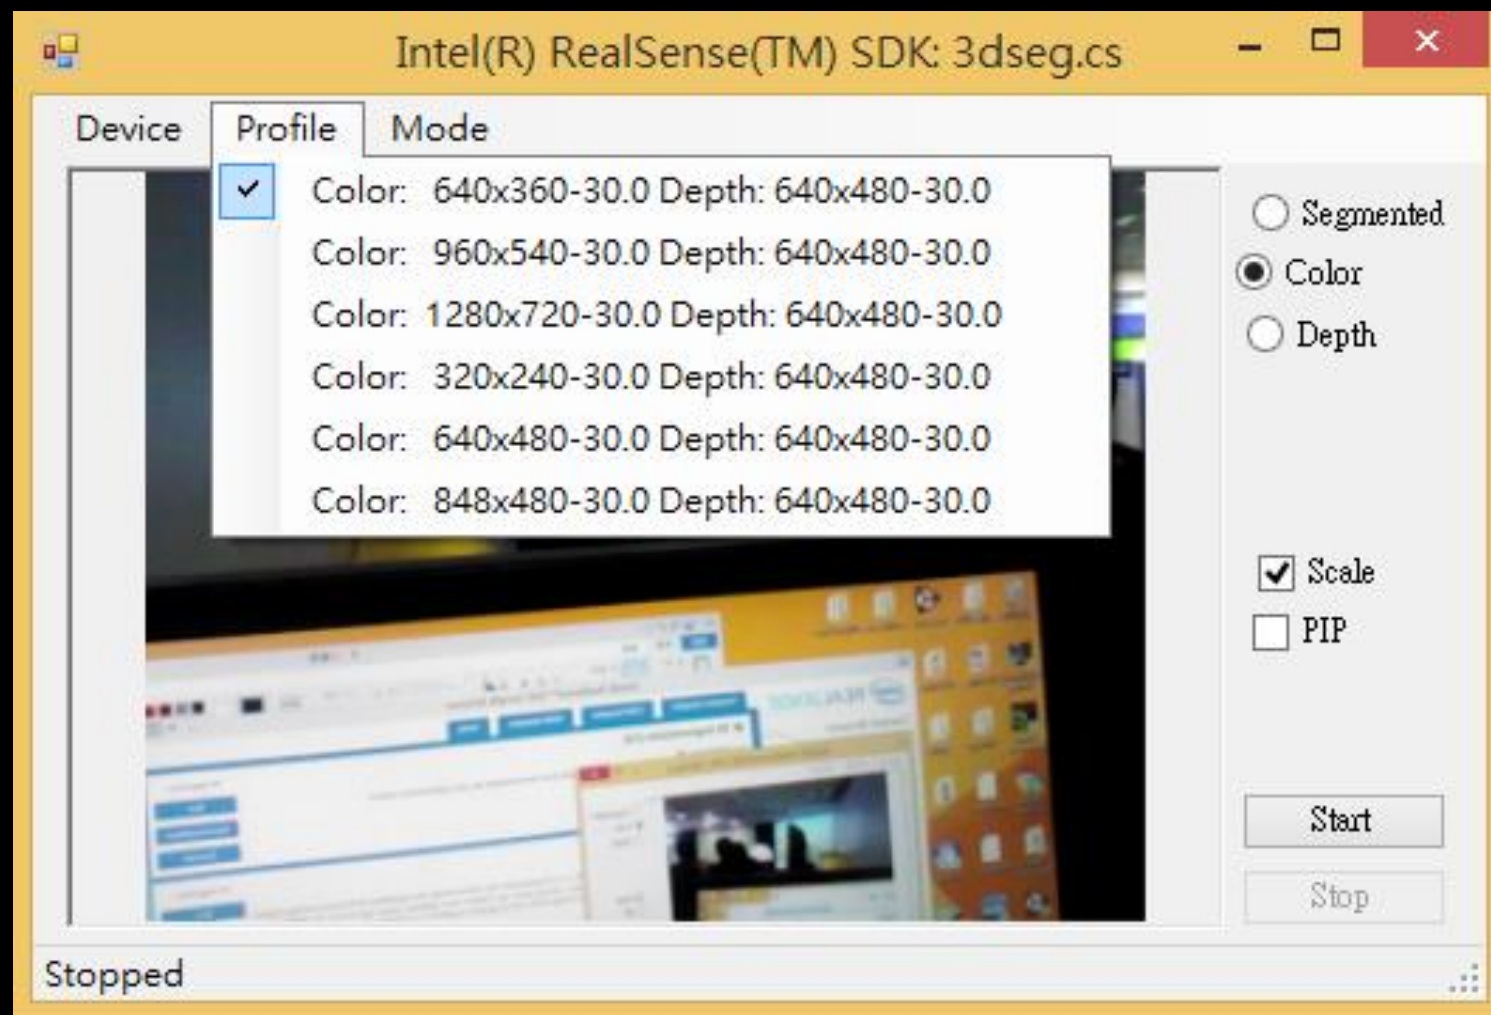 Intel(R) RealSense(TM) SDK: 3dseg.cs
Device Profile Mode
Color: 640x360-30.0 Depth: 640x480-30.0
Color: 960x540-30.0 Depth: 640x480-30.0
Color: 1280x720-30.0 Depth: 640x480-30.0
Color: 320x240-30.0 Depth: 640x480-30.0
Color: 640x480-30.0 Depth: 640x480-30.0
Color: 848x480-30.0 Depth: 640x480-30.0
Segmented
Color
Depth
Scale
PIP
Start
Stop
Stopped